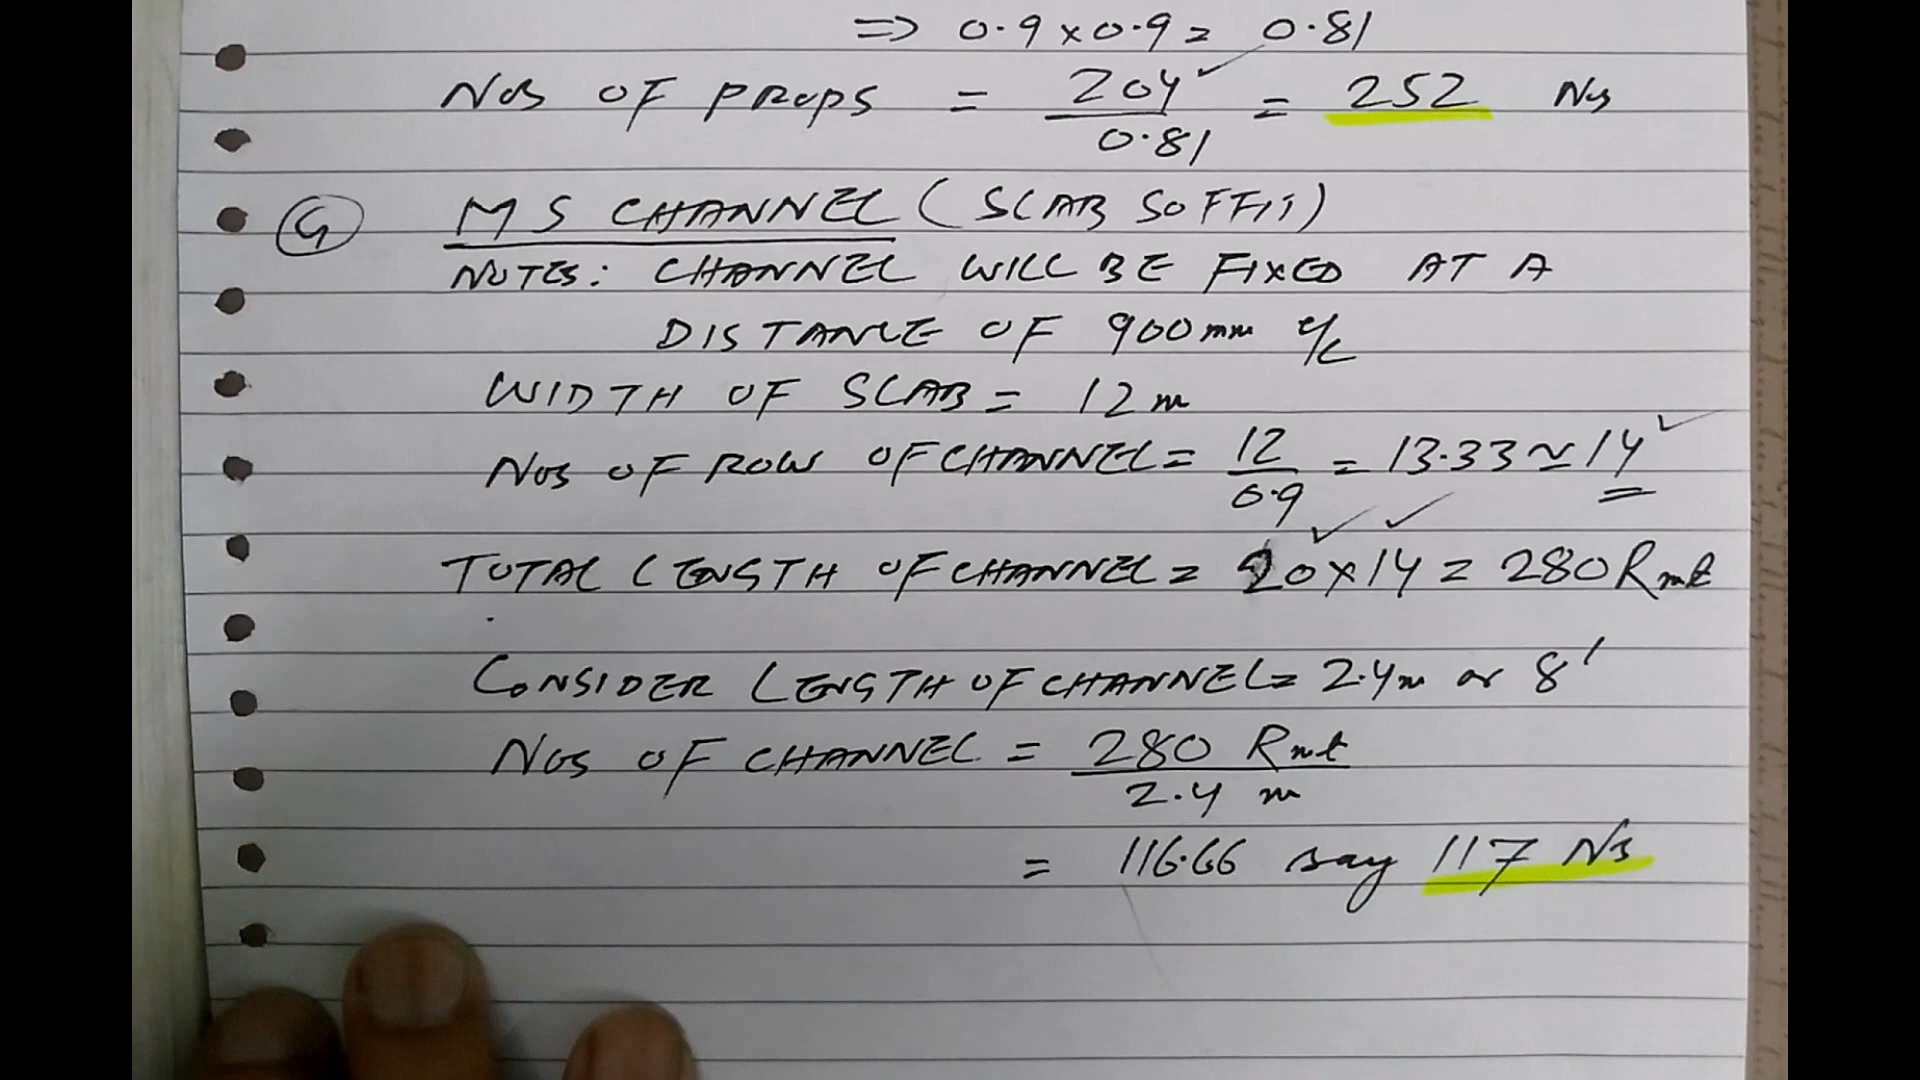 ⇒ 0.9 x 0.9 = 0.81
NOS OF PROPS = 204 / 0.81 = 252 Nos
G MS CHANNEL (SLAB SOFFIT)
NOTES: CHANNEL WILL BE FIXED AT A
DISTANCE OF 900mm c/c
WIDTH OF SLAB = 12 m
NOS OF ROW OF CHANNEL = 12 / 0.9 = 13.33 ≃ 14
TOTAL LENGTH OF CHANNEL = 20 x 14 = 280 Rmt
CONSIDER LENGTH OF CHANNEL = 2.4m or 8'
NOS OF CHANNEL = 280 Rmt / 2.4 m
= 116.66 say 117 Nos